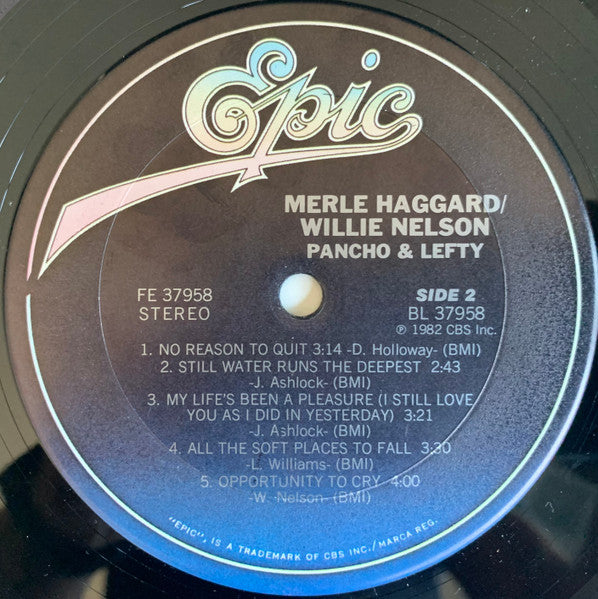 Epic
MERLE HAGGARD/
WILLIE NELSON
PANCHO & LEFTY
FE 37958
STEREO
SIDE 2
BL 37958
℗ 1982 CBS Inc.
1. NO REASON TO QUIT 3:14 -D. Holloway- (BMI)
2. STILL WATER RUNS THE DEEPEST 2:43
-J. Ashlock- (BMI)
3. MY LIFE'S BEEN A PLEASURE (I STILL LOVE
YOU AS I DID IN YESTERDAY) 3:21
-J. Ashlock- (BMI)
4. ALL THE SOFT PLACES TO FALL 3:30
-L. Williams- (BMI)
5. OPPORTUNITY TO CRY 4:00
-W. Nelson- (BMI)
"EPIC", IS A TRADEMARK OF CBS INC./MARCA REG.